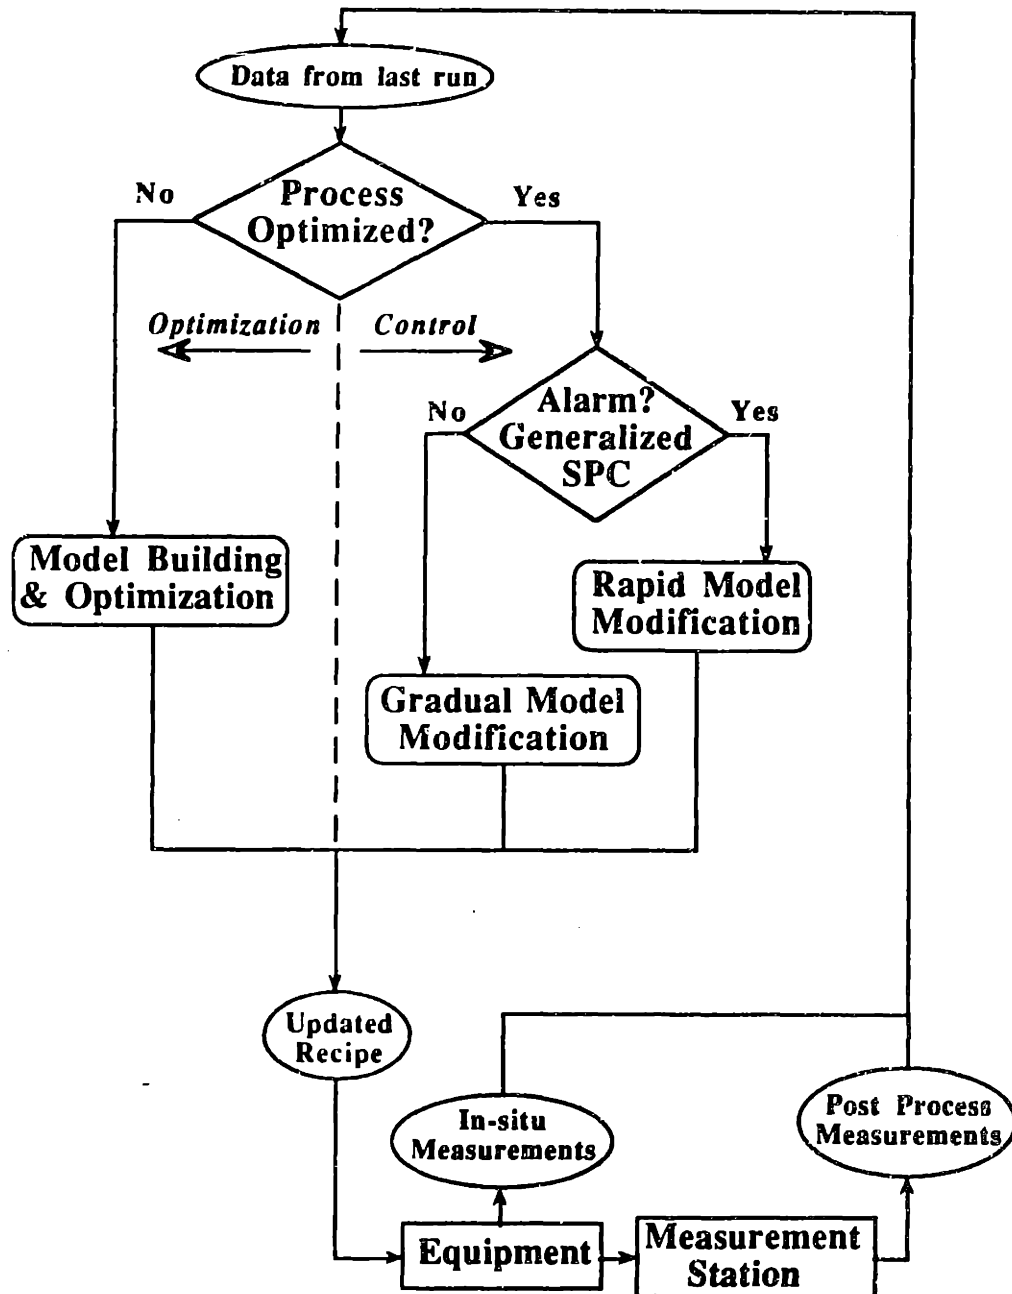 Data from last run
No
Process
Optimized?
Yes
Optimization
Control
No
Alarm?
Generalized
SPC
Yes
Model Building
& Optimization
Rapid Model
Modification
Gradual Model
Modification
Updated
Recipe
In-situ
Measurements
Post Process
Measurements
Equipment
Measurement
Station